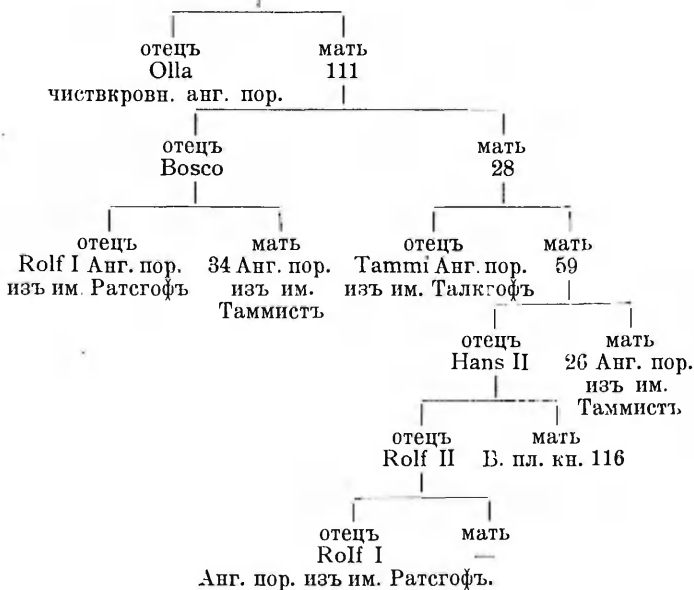 отецъ мать
Olla 111
чиствкровн. анг. пор.
отецъ мать
Bosco 28
отецъ мать отецъ мать
Rolf I Анг. пор. 34 Анг. пор. Tammi Анг. пор. 59
изъ им. Ратсгофъ изъ им. изъ им. Талкгофъ
Таммистъ
отецъ мать
Hans II 26 Анг. пор.
изъ им.
Таммистъ
отецъ мать
Rolf II В. пл. кн. 116
отецъ мать
Rolf I —
Анг. пор. изъ им. Ратсгофъ.